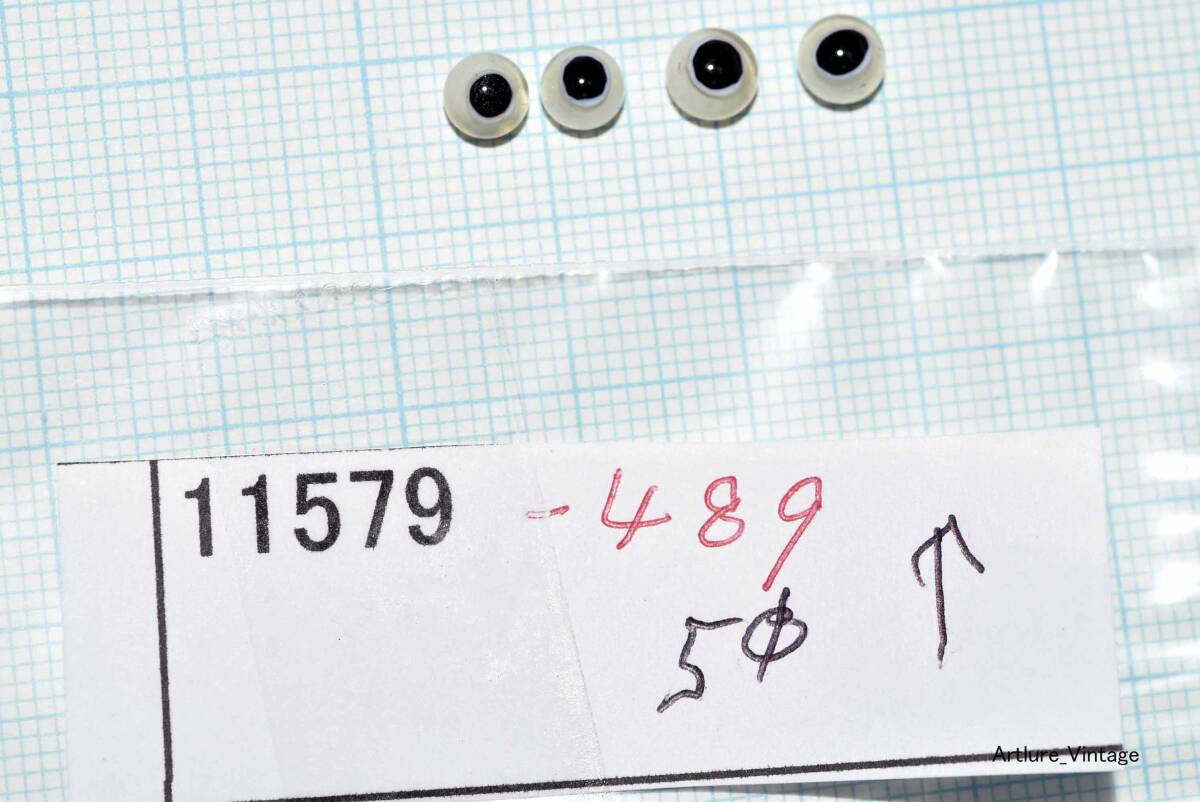 11579 -489
5φ ↑
Artlure_Vintage